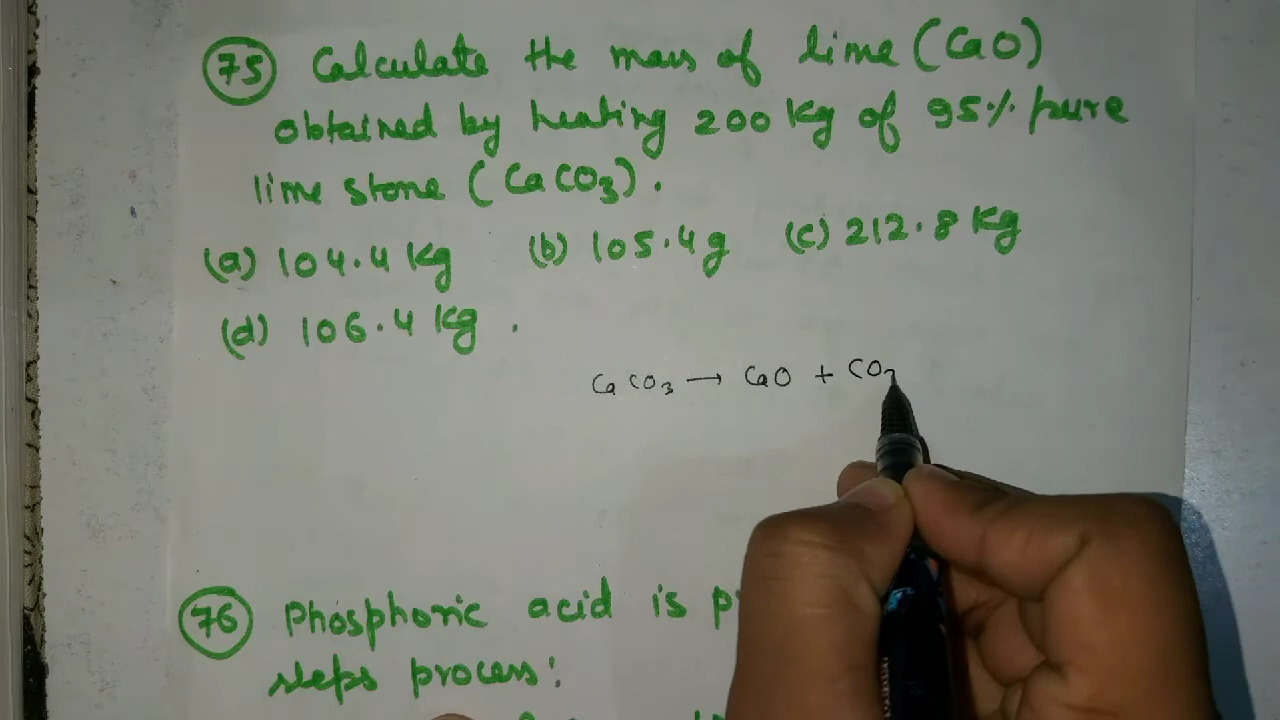 75 Calculate the mass of lime (CaO)
obtained by heating 200 Kg of 95% pure
lime stone (CaCO₃).
(a) 104.4 Kg (b) 105.4 g (c) 212.8 Kg
(d) 106.4 Kg .
CaCO₃ → CaO + CO₂
76 Phosphoric acid is
steps process: